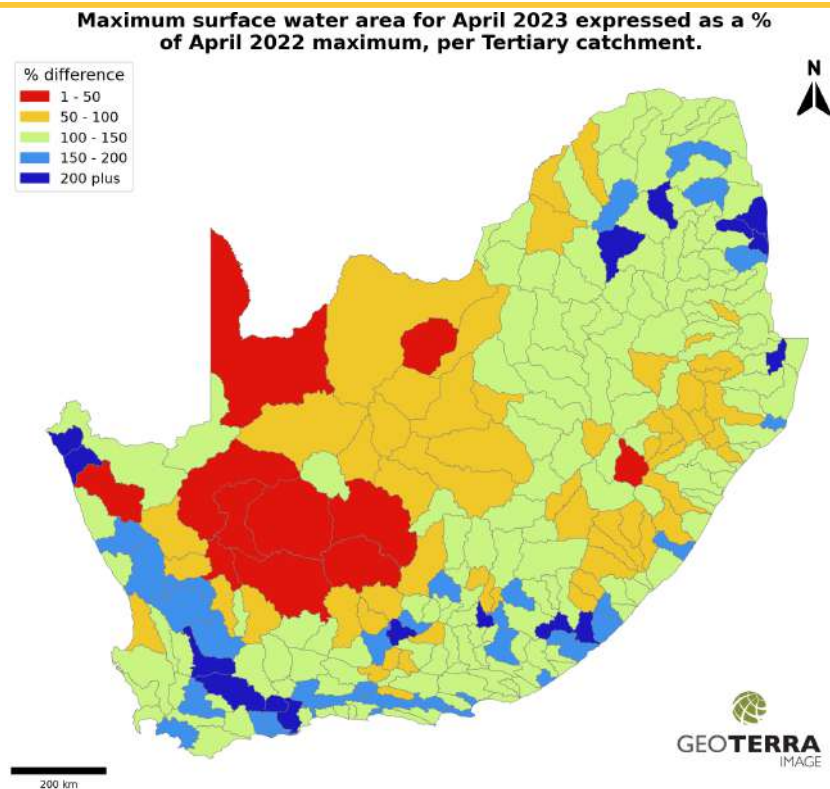 Maximum surface water area for April 2023 expressed as a %
of April 2022 maximum, per Tertiary catchment.
% difference
1 - 50
50 - 100
100 - 150
150 - 200
200 plus
N
GEOTERRA
IMAGE
200 km